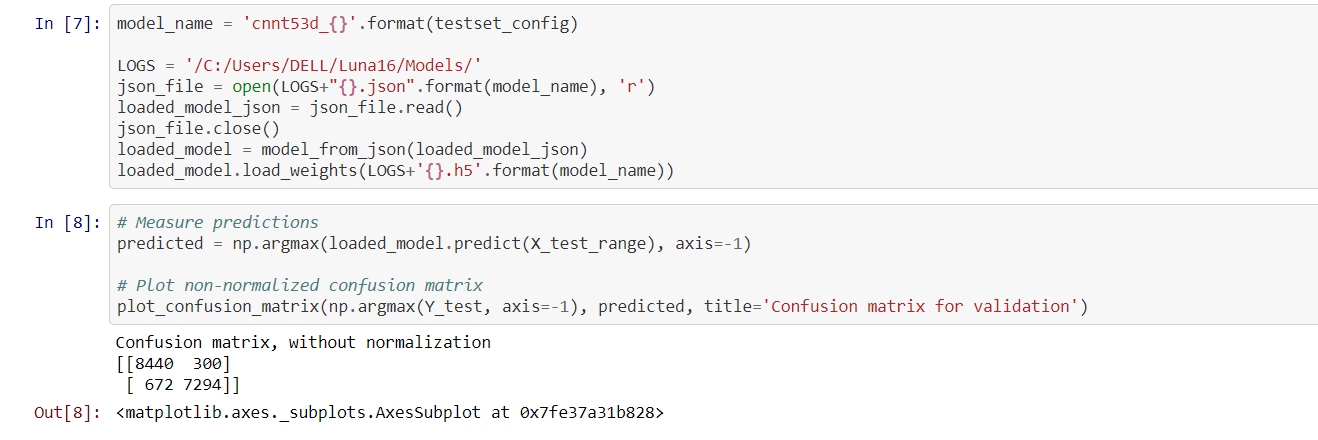 In [7]: model_name = 'cnnt53d_{}'.format(testset_config)
LOGS = '/C:/Users/DELL/Luna16/Models/'
json_file = open(LOGS+"{}.json".format(model_name), 'r')
loaded_model_json = json_file.read()
json_file.close()
loaded_model = model_from_json(loaded_model_json)
loaded_model.load_weights(LOGS+'{}.h5'.format(model_name))
In [8]: # Measure predictions
predicted = np.argmax(loaded_model.predict(X_test_range), axis=-1)
# Plot non-normalized confusion matrix
plot_confusion_matrix(np.argmax(Y_test, axis=-1), predicted, title='Confusion matrix for validation')
Confusion matrix, without normalization
[[8440  300]
 [ 672 7294]]
Out[8]: <matplotlib.axes._subplots.AxesSubplot at 0x7fe37a31b828>